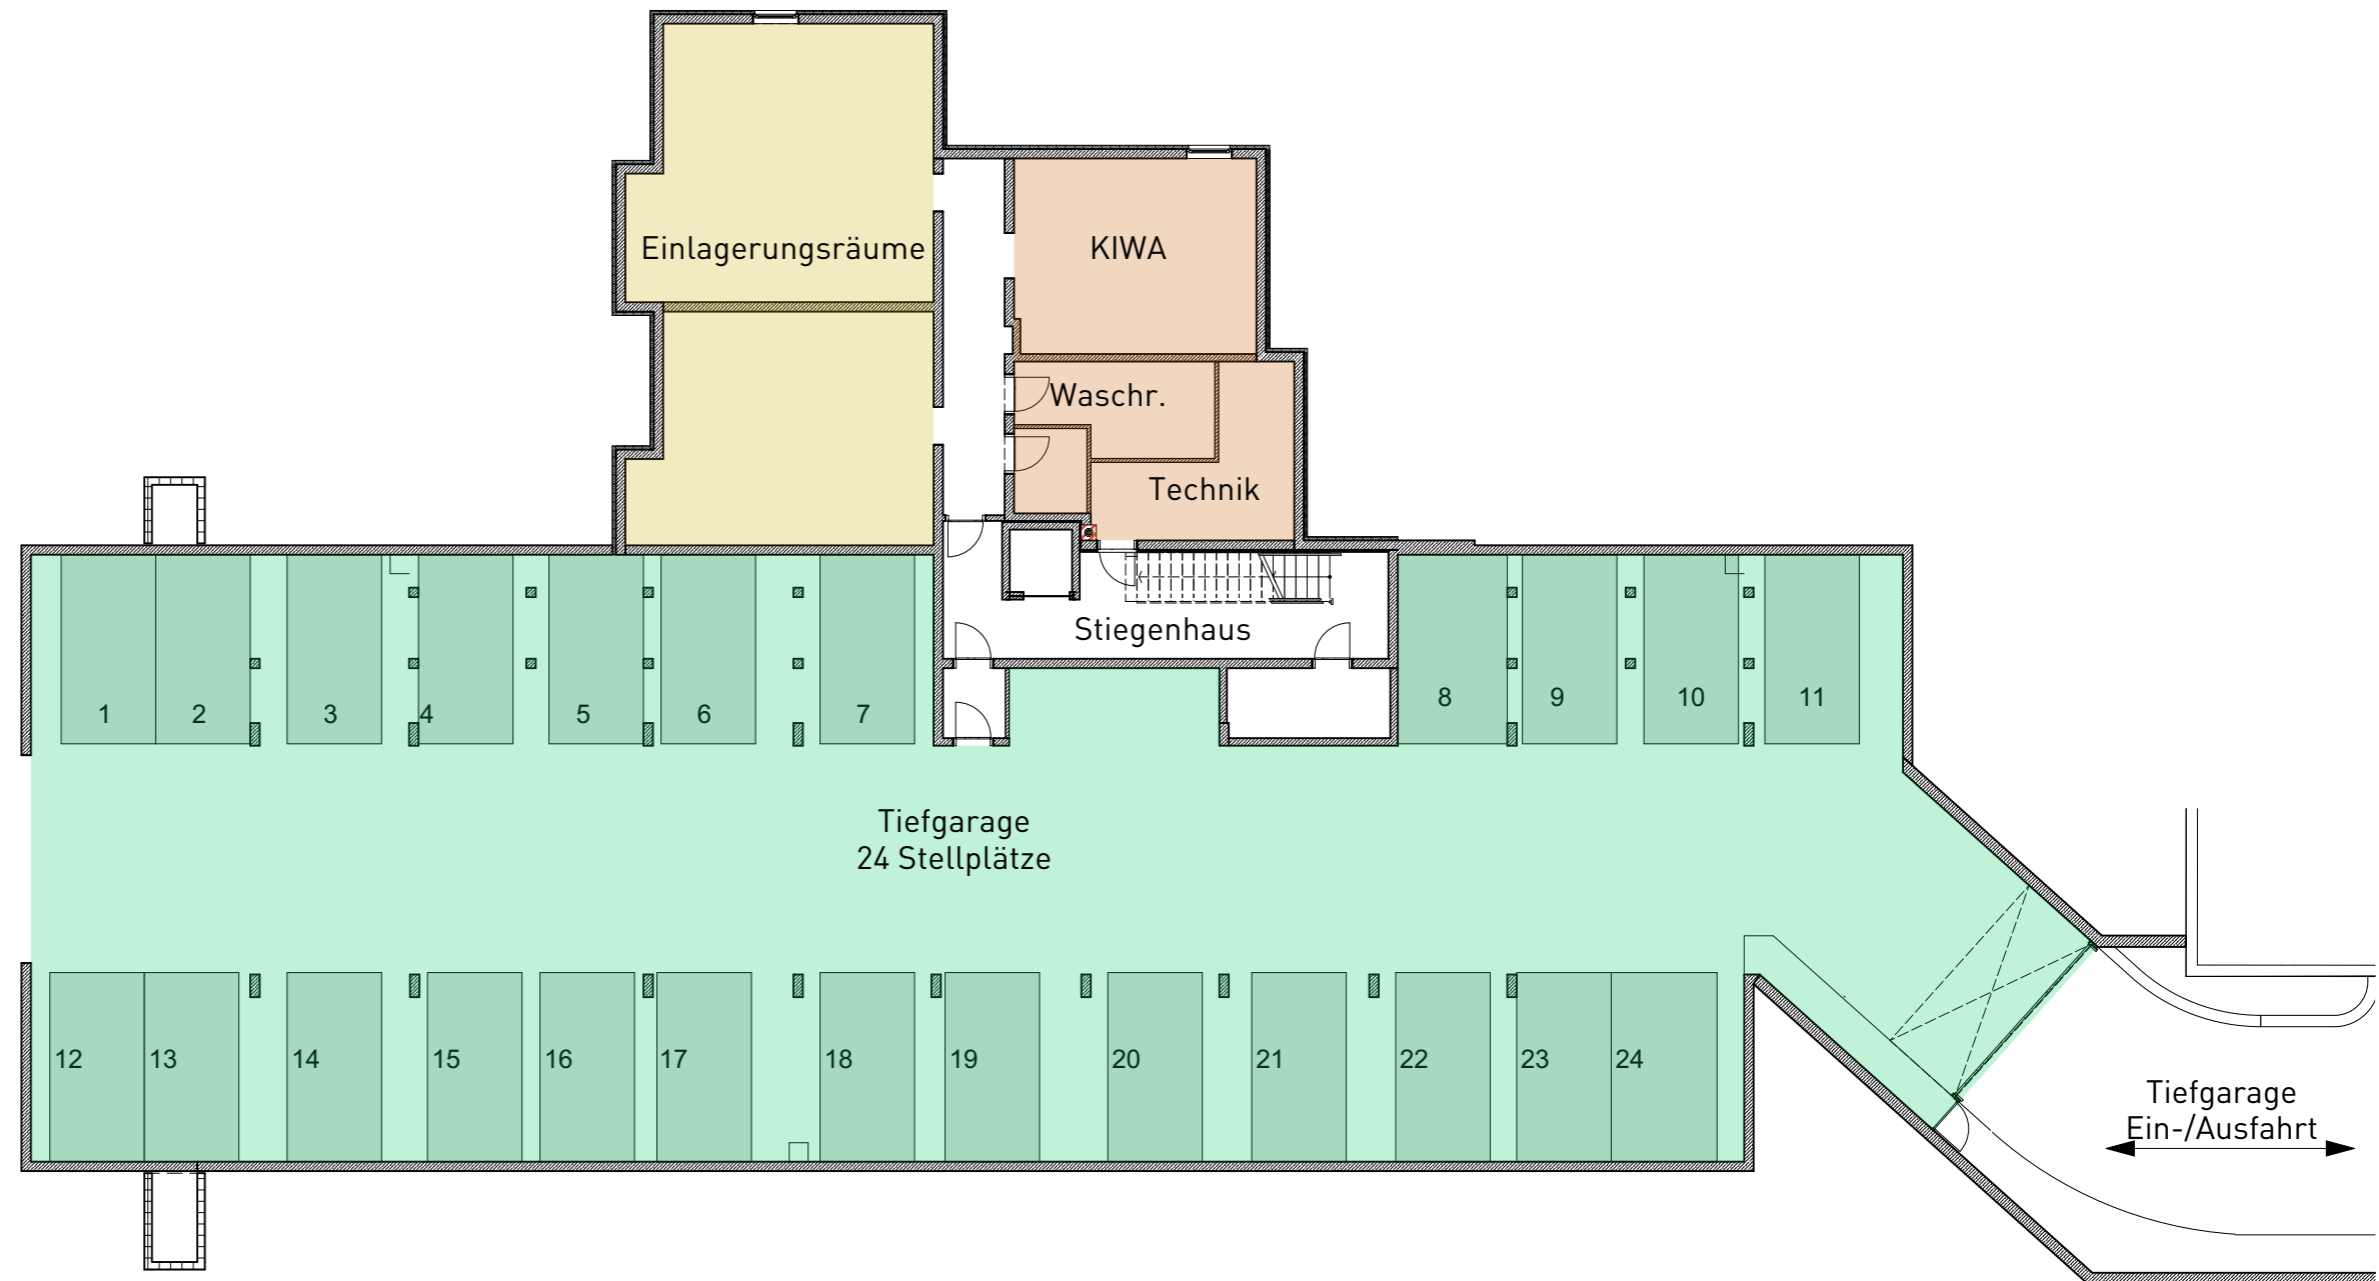 Einlagerungsräume
KIWA
Waschr.
Technik
Stiegenhaus
1 2 3 4 5 6 7 8 9 10 11
Tiefgarage
24 Stellplätze
12 13 14 15 16 17 18 19 20 21 22 23 24
Tiefgarage
Ein-/Ausfahrt